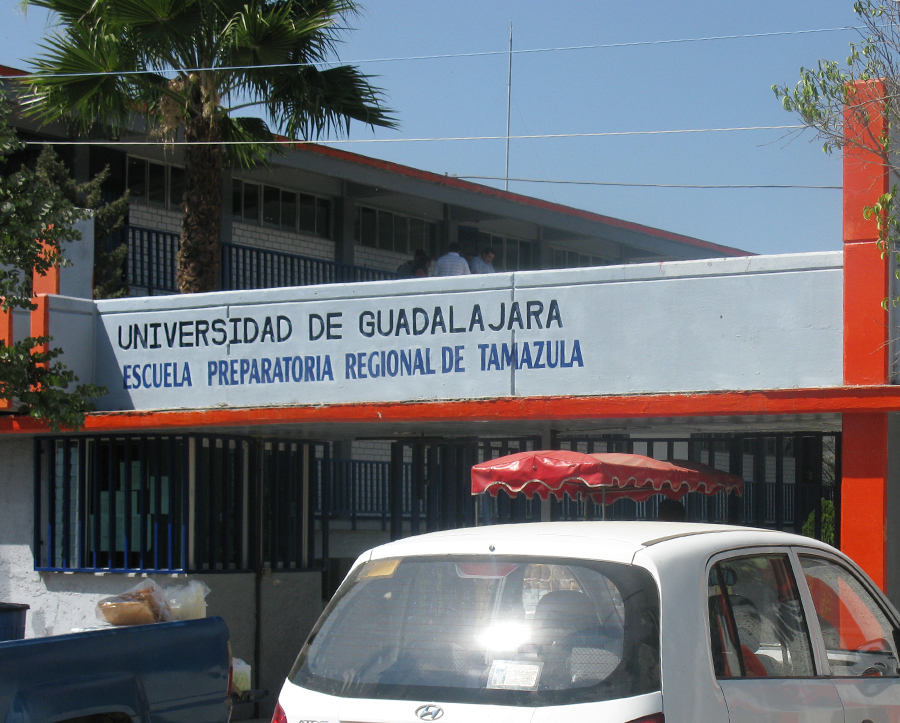 UNIVERSIDAD DE GUADALAJARA
ESCUELA PREPARATORIA REGIONAL DE TAMAZULA